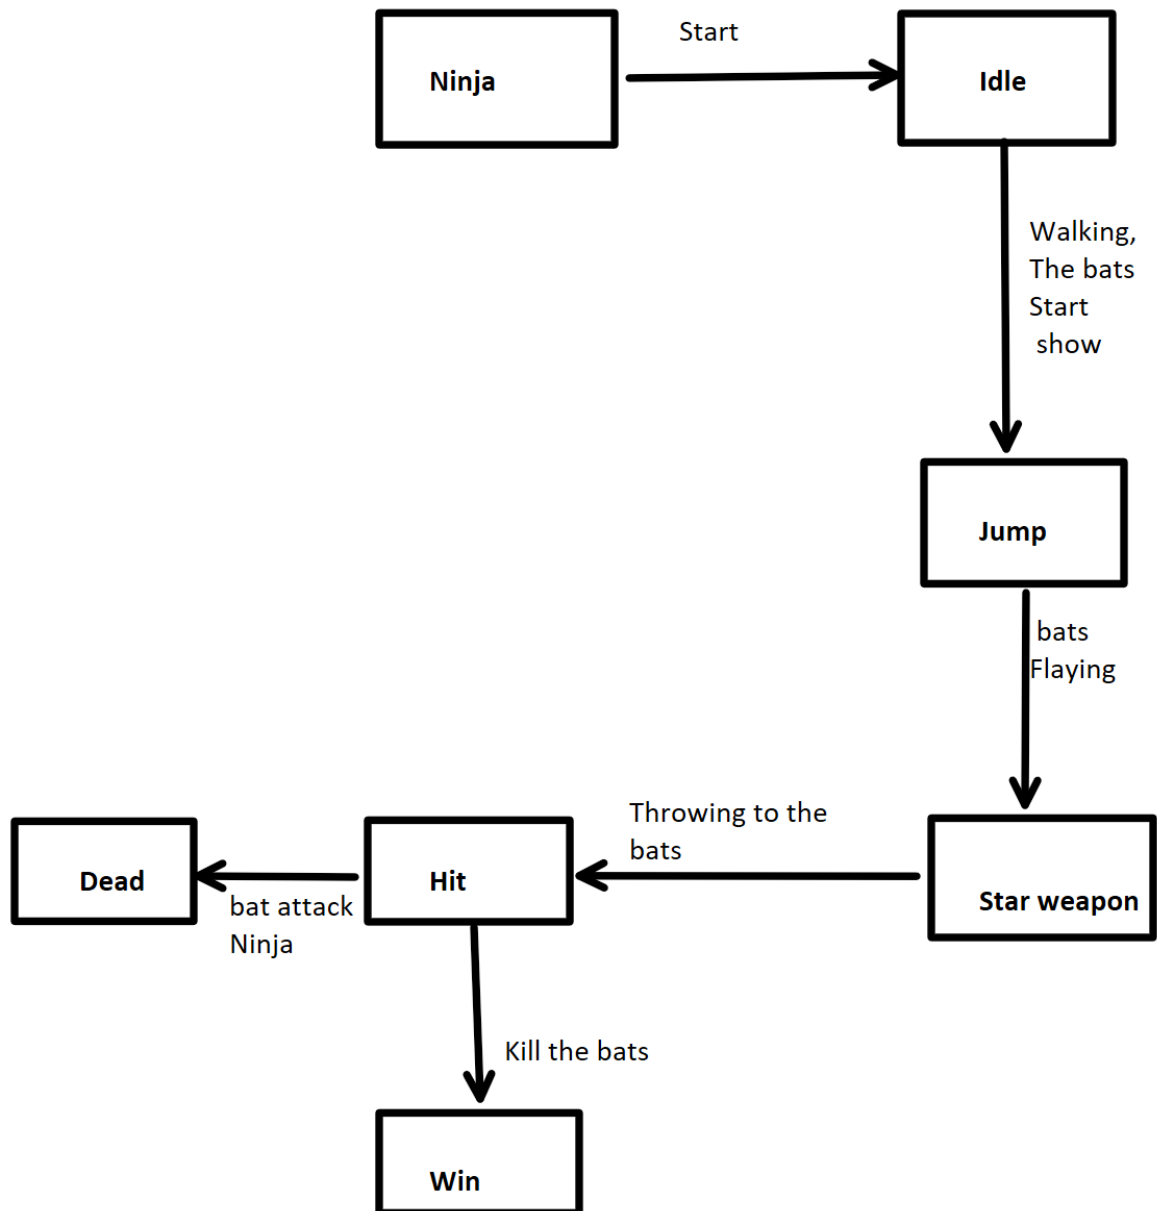 Ninja
Start
Idle
Walking,
The bats
Start
show
Jump
bats
Flaying
Star weapon
Throwing to the
bats
Hit
bat attack
Ninja
Dead
Kill the bats
Win